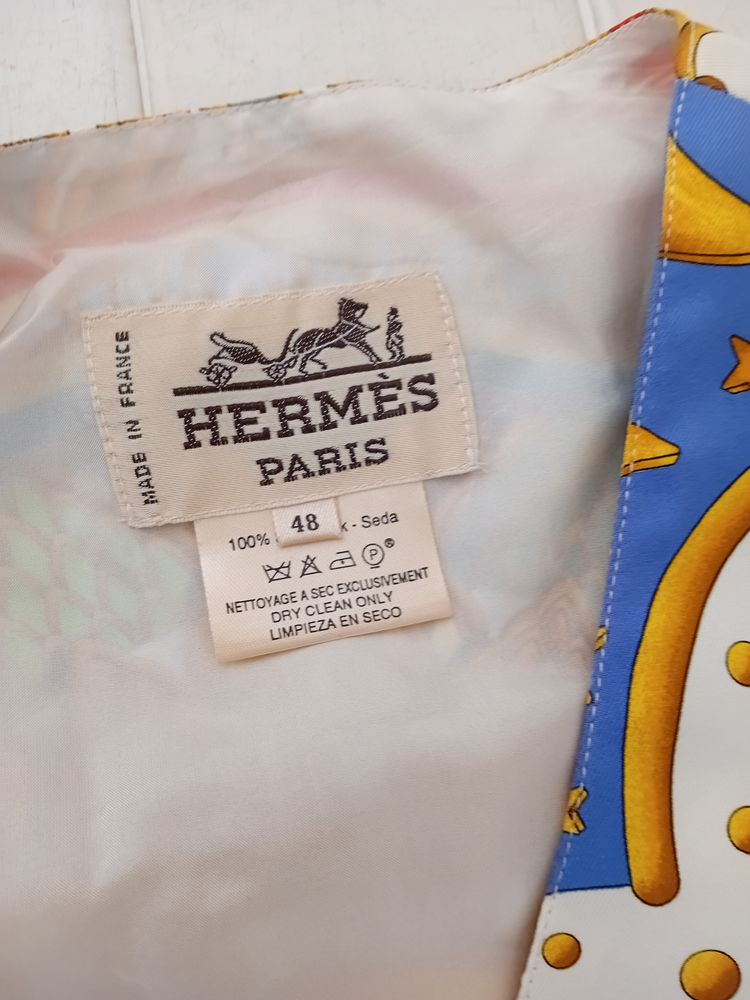 MADE IN FRANCE
HERMÈS
PARIS
48
100% k - Seda
P
®
NETTOYAGE A SEC EXCLUSIVEMENT
DRY CLEAN ONLY
LIMPIEZA EN SECO